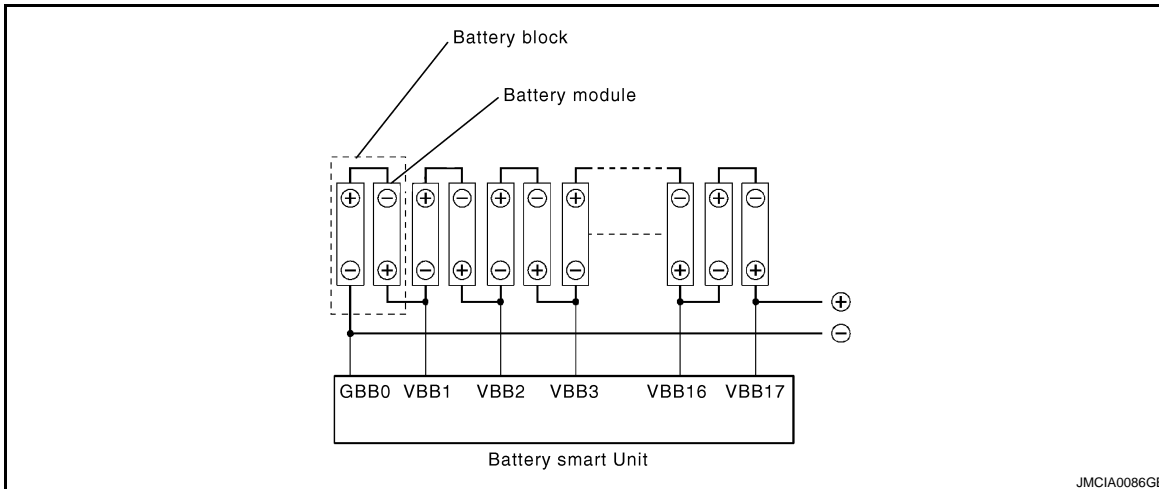 Battery block
Battery module
+ − + − + − + − + −
− + − + − + − + − +
+
−
GBB0 VBB1 VBB2 VBB3 VBB16 VBB17
Battery smart Unit
JMCIA0086GB